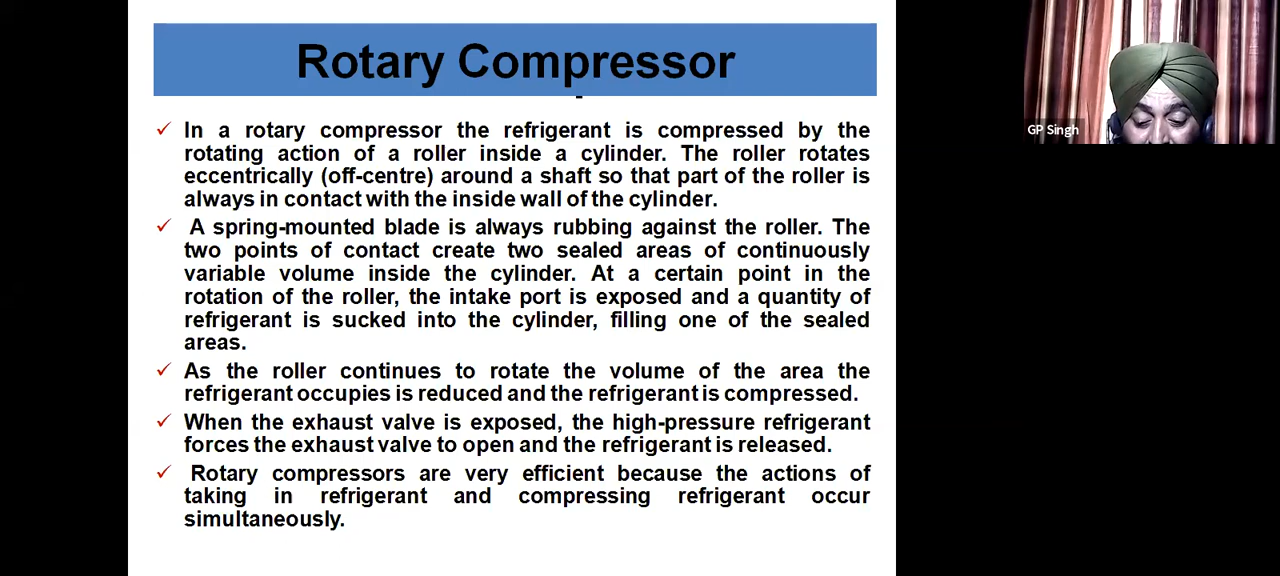 Rotary Compressor
GP Singh
✓ In a rotary compressor the refrigerant is compressed by the
rotating action of a roller inside a cylinder. The roller rotates
eccentrically (off-centre) around a shaft so that part of the roller is
always in contact with the inside wall of the cylinder.
✓ A spring-mounted blade is always rubbing against the roller. The
two points of contact create two sealed areas of continuously
variable volume inside the cylinder. At a certain point in the
rotation of the roller, the intake port is exposed and a quantity of
refrigerant is sucked into the cylinder, filling one of the sealed
areas.
✓ As the roller continues to rotate the volume of the area the
refrigerant occupies is reduced and the refrigerant is compressed.
✓ When the exhaust valve is exposed, the high-pressure refrigerant
forces the exhaust valve to open and the refrigerant is released.
✓ Rotary compressors are very efficient because the actions of
taking in refrigerant and compressing refrigerant occur
simultaneously.